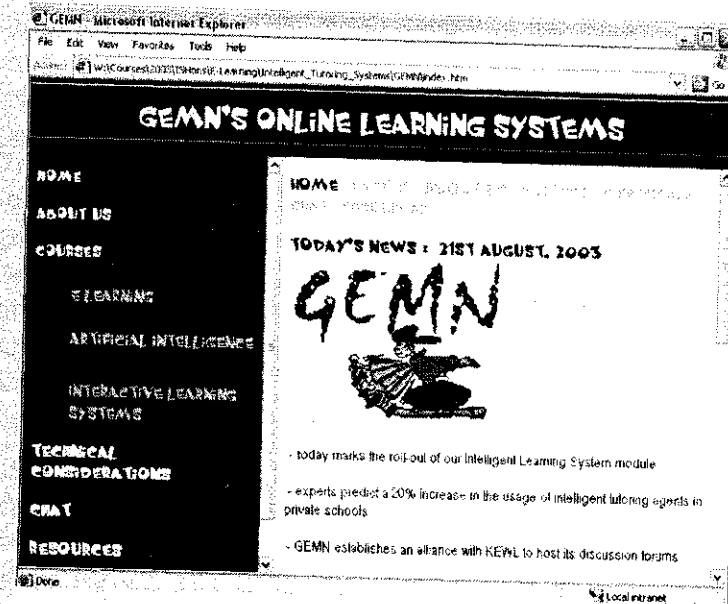 GEMN - Microsoft Internet Explorer
File Edit View Favorites Tools Help
Go
GEMN'S ONLINE LEARNING SYSTEMS
HOME
ABOUT US
COURSES
E LEARNING
ARTIFICIAL INTELLIGENCE
INTERACTIVE LEARNING
SYSTEMS
TECHNICAL
CONSIDERATIONS
CHAT
RESOURCES
HOME
TODAY'S NEWS : 21ST AUGUST, 2003
GEMN
- today marks the roll-out of our Intelligent Learning System module
- experts predict a 20% increase in the usage of intelligent tutoring agents in
private schools
- GEMN establishes an alliance with KEWL to host its discussion forums
Done
Local intranet